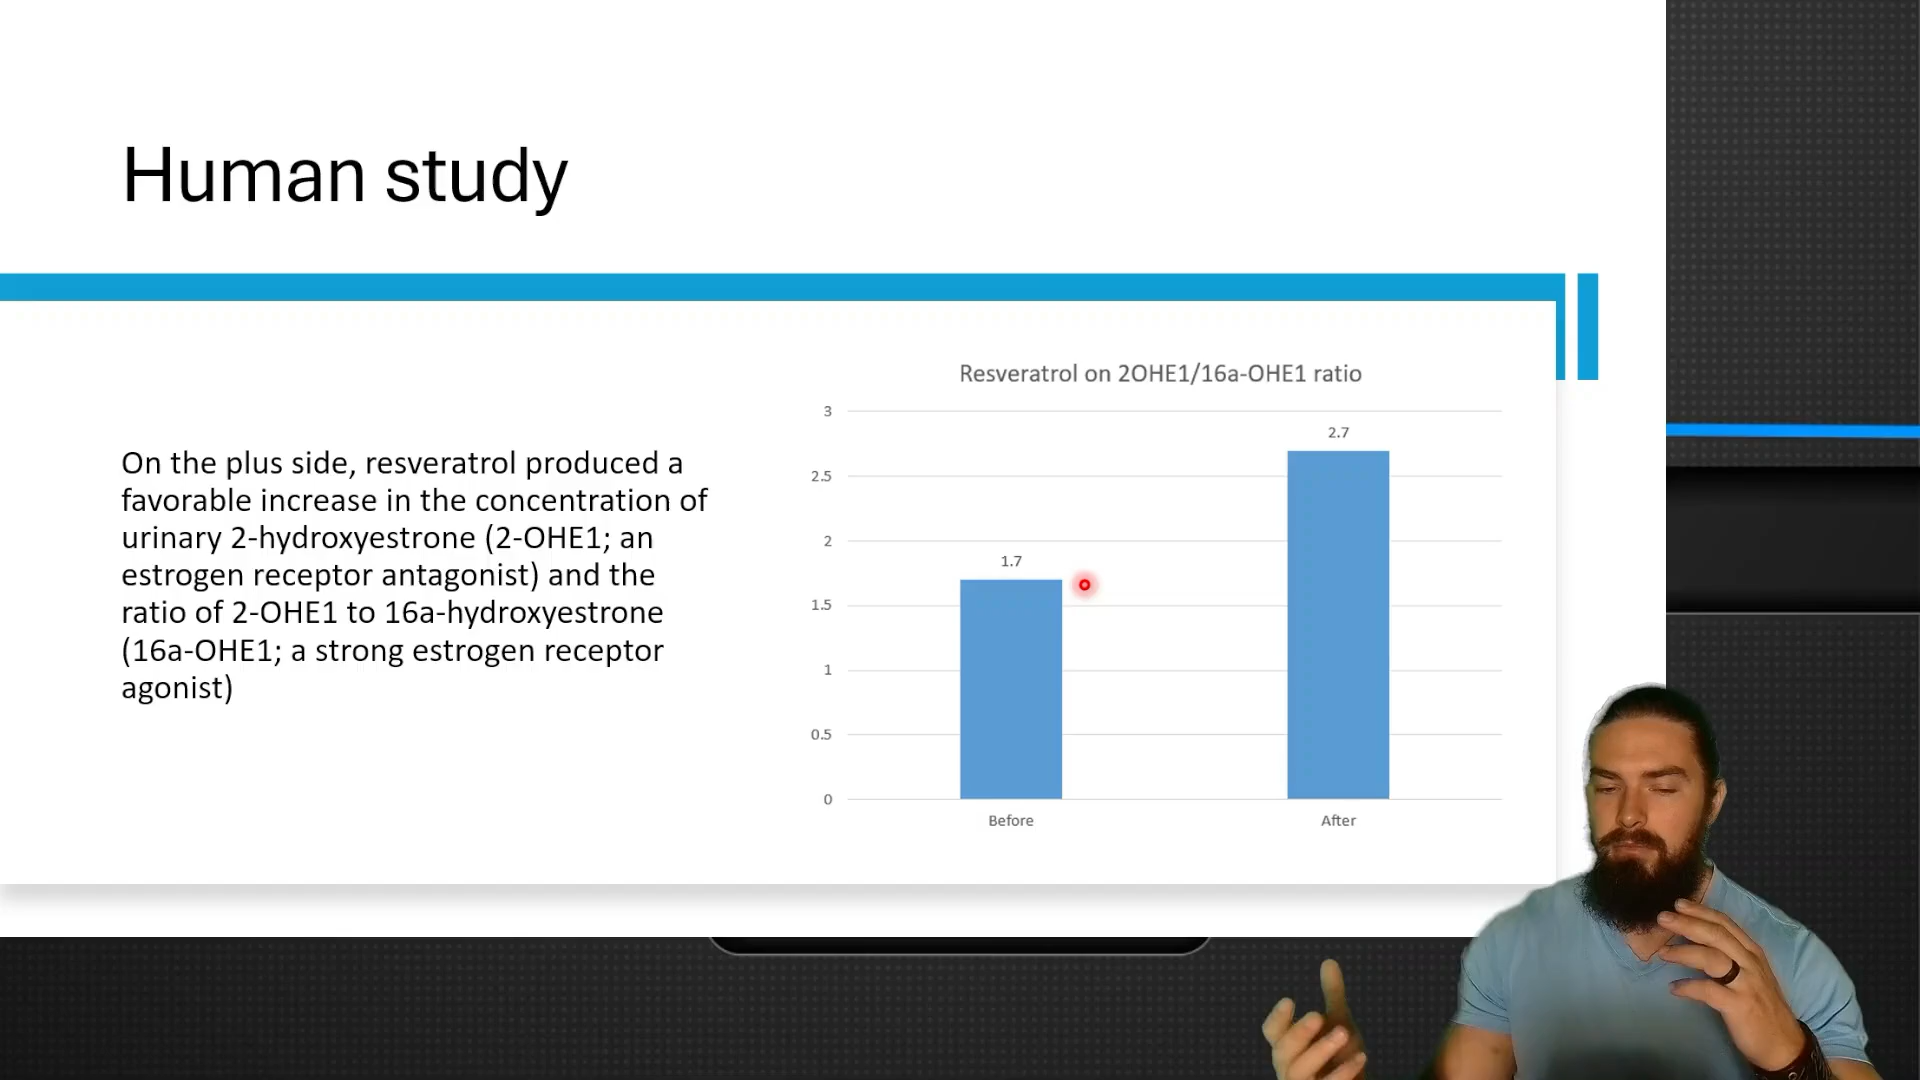 Human study
On the plus side, resveratrol produced a
favorable increase in the concentration of
urinary 2-hydroxyestrone (2-OHE1; an
estrogen receptor antagonist) and the
ratio of 2-OHE1 to 16a-hydroxyestrone
(16a-OHE1; a strong estrogen receptor
agonist)
Resveratrol on 2OHE1/16a-OHE1 ratio
3
2.5
2
1.5
1
0.5
0
1.7
2.7
Before
After